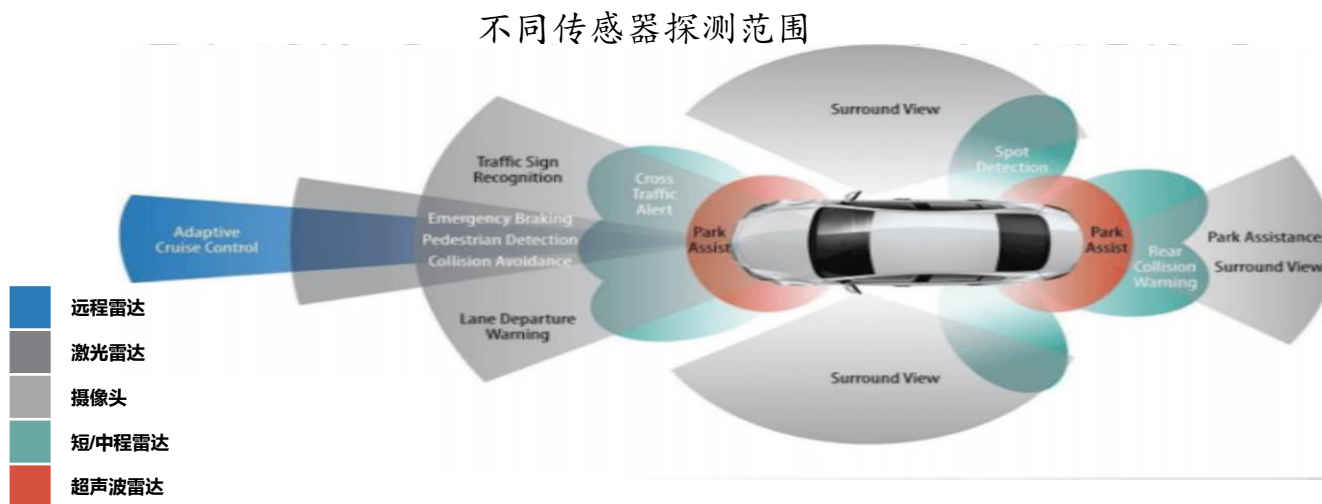 不同传感器探测范围
Surround View
Spot
Detection
Traffic Sign
Recognition
Cross
Traffic
Alert
Emergency Braking
Pedestrian Detection
Collision Avoidance
Adaptive
Cruise Control
Park
Assist
Park
Assist
Rear
Collision
Warning
Park Assistance
Surround View
Lane Departure
Warning
Surround View
远程雷达
激光雷达
摄像头
短/中程雷达
超声波雷达